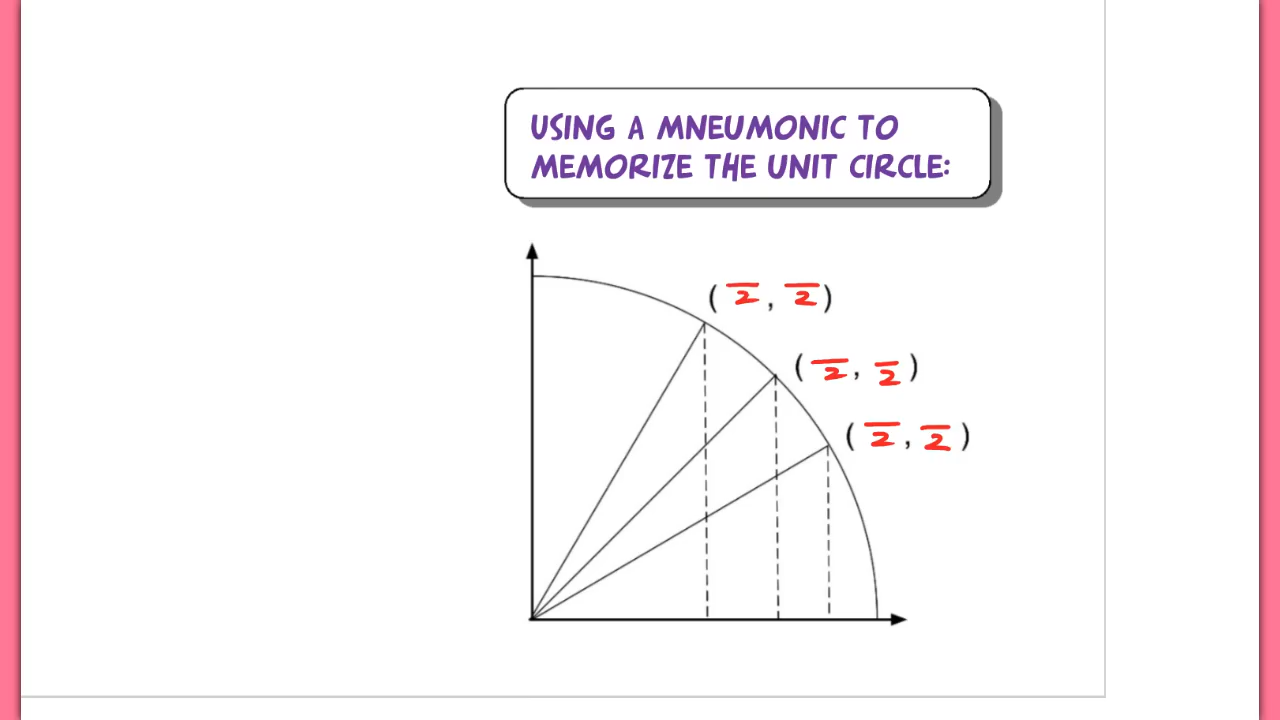 USING A MNEUMONIC TO
MEMORIZE THE UNIT CIRCLE:
( ̅2, ̅2)
( ̅2, ̅2)
( ̅2, ̅2)